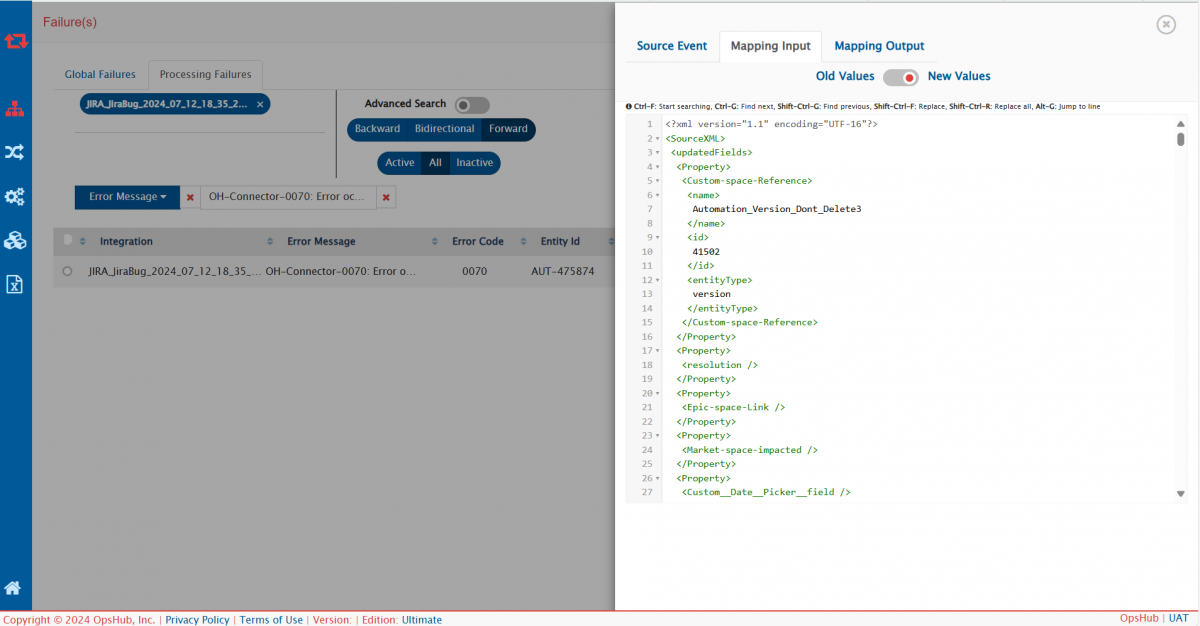 Failure(s)
Global Failures
Processing Failures
JIRA_JiraBug_2024_07_12_18_35_2... ×
Advanced Search
Backward Bidirectional Forward
Active All Inactive
Error Message
OH-Connector-0070: Error oc...
Integration Error Message Error Code Entity Id
JIRA_JiraBug_2024_07_12_18_35_... OH-Connector-0070: Error o... 0070 AUT-475874
Source Event Mapping Input Mapping Output
Old Values New Values
Ctrl-F: Start searching, Ctrl-G: Find next, Shift-Ctrl-G: Find previous, Shift-Ctrl-F: Replace, Shift-Ctrl-R: Replace all, Alt-G: Jump to line
1 <?xml version="1.1" encoding="UTF-16"?>
2 <SourceXML>
3 <updatedFields>
4 <Property>
5 <Custom-space-Reference>
6 <name>
7 Automation_Version_Dont_Delete3
8 </name>
9 <id>
10 41502
11 </id>
12 <entityType>
13 version
14 </entityType>
15 </Custom-space-Reference>
16 </Property>
17 <Property>
18 <resolution />
19 </Property>
20 <Property>
21 <Epic-space-Link />
22 </Property>
23 <Property>
24 <Market-space-impacted />
25 </Property>
26 <Property>
27 <Custom__Date__Picker__field />
Copyright © 2024 OpsHub, Inc. | Privacy Policy | Terms of Use | Version: | Edition: Ultimate
OpsHub | UAT